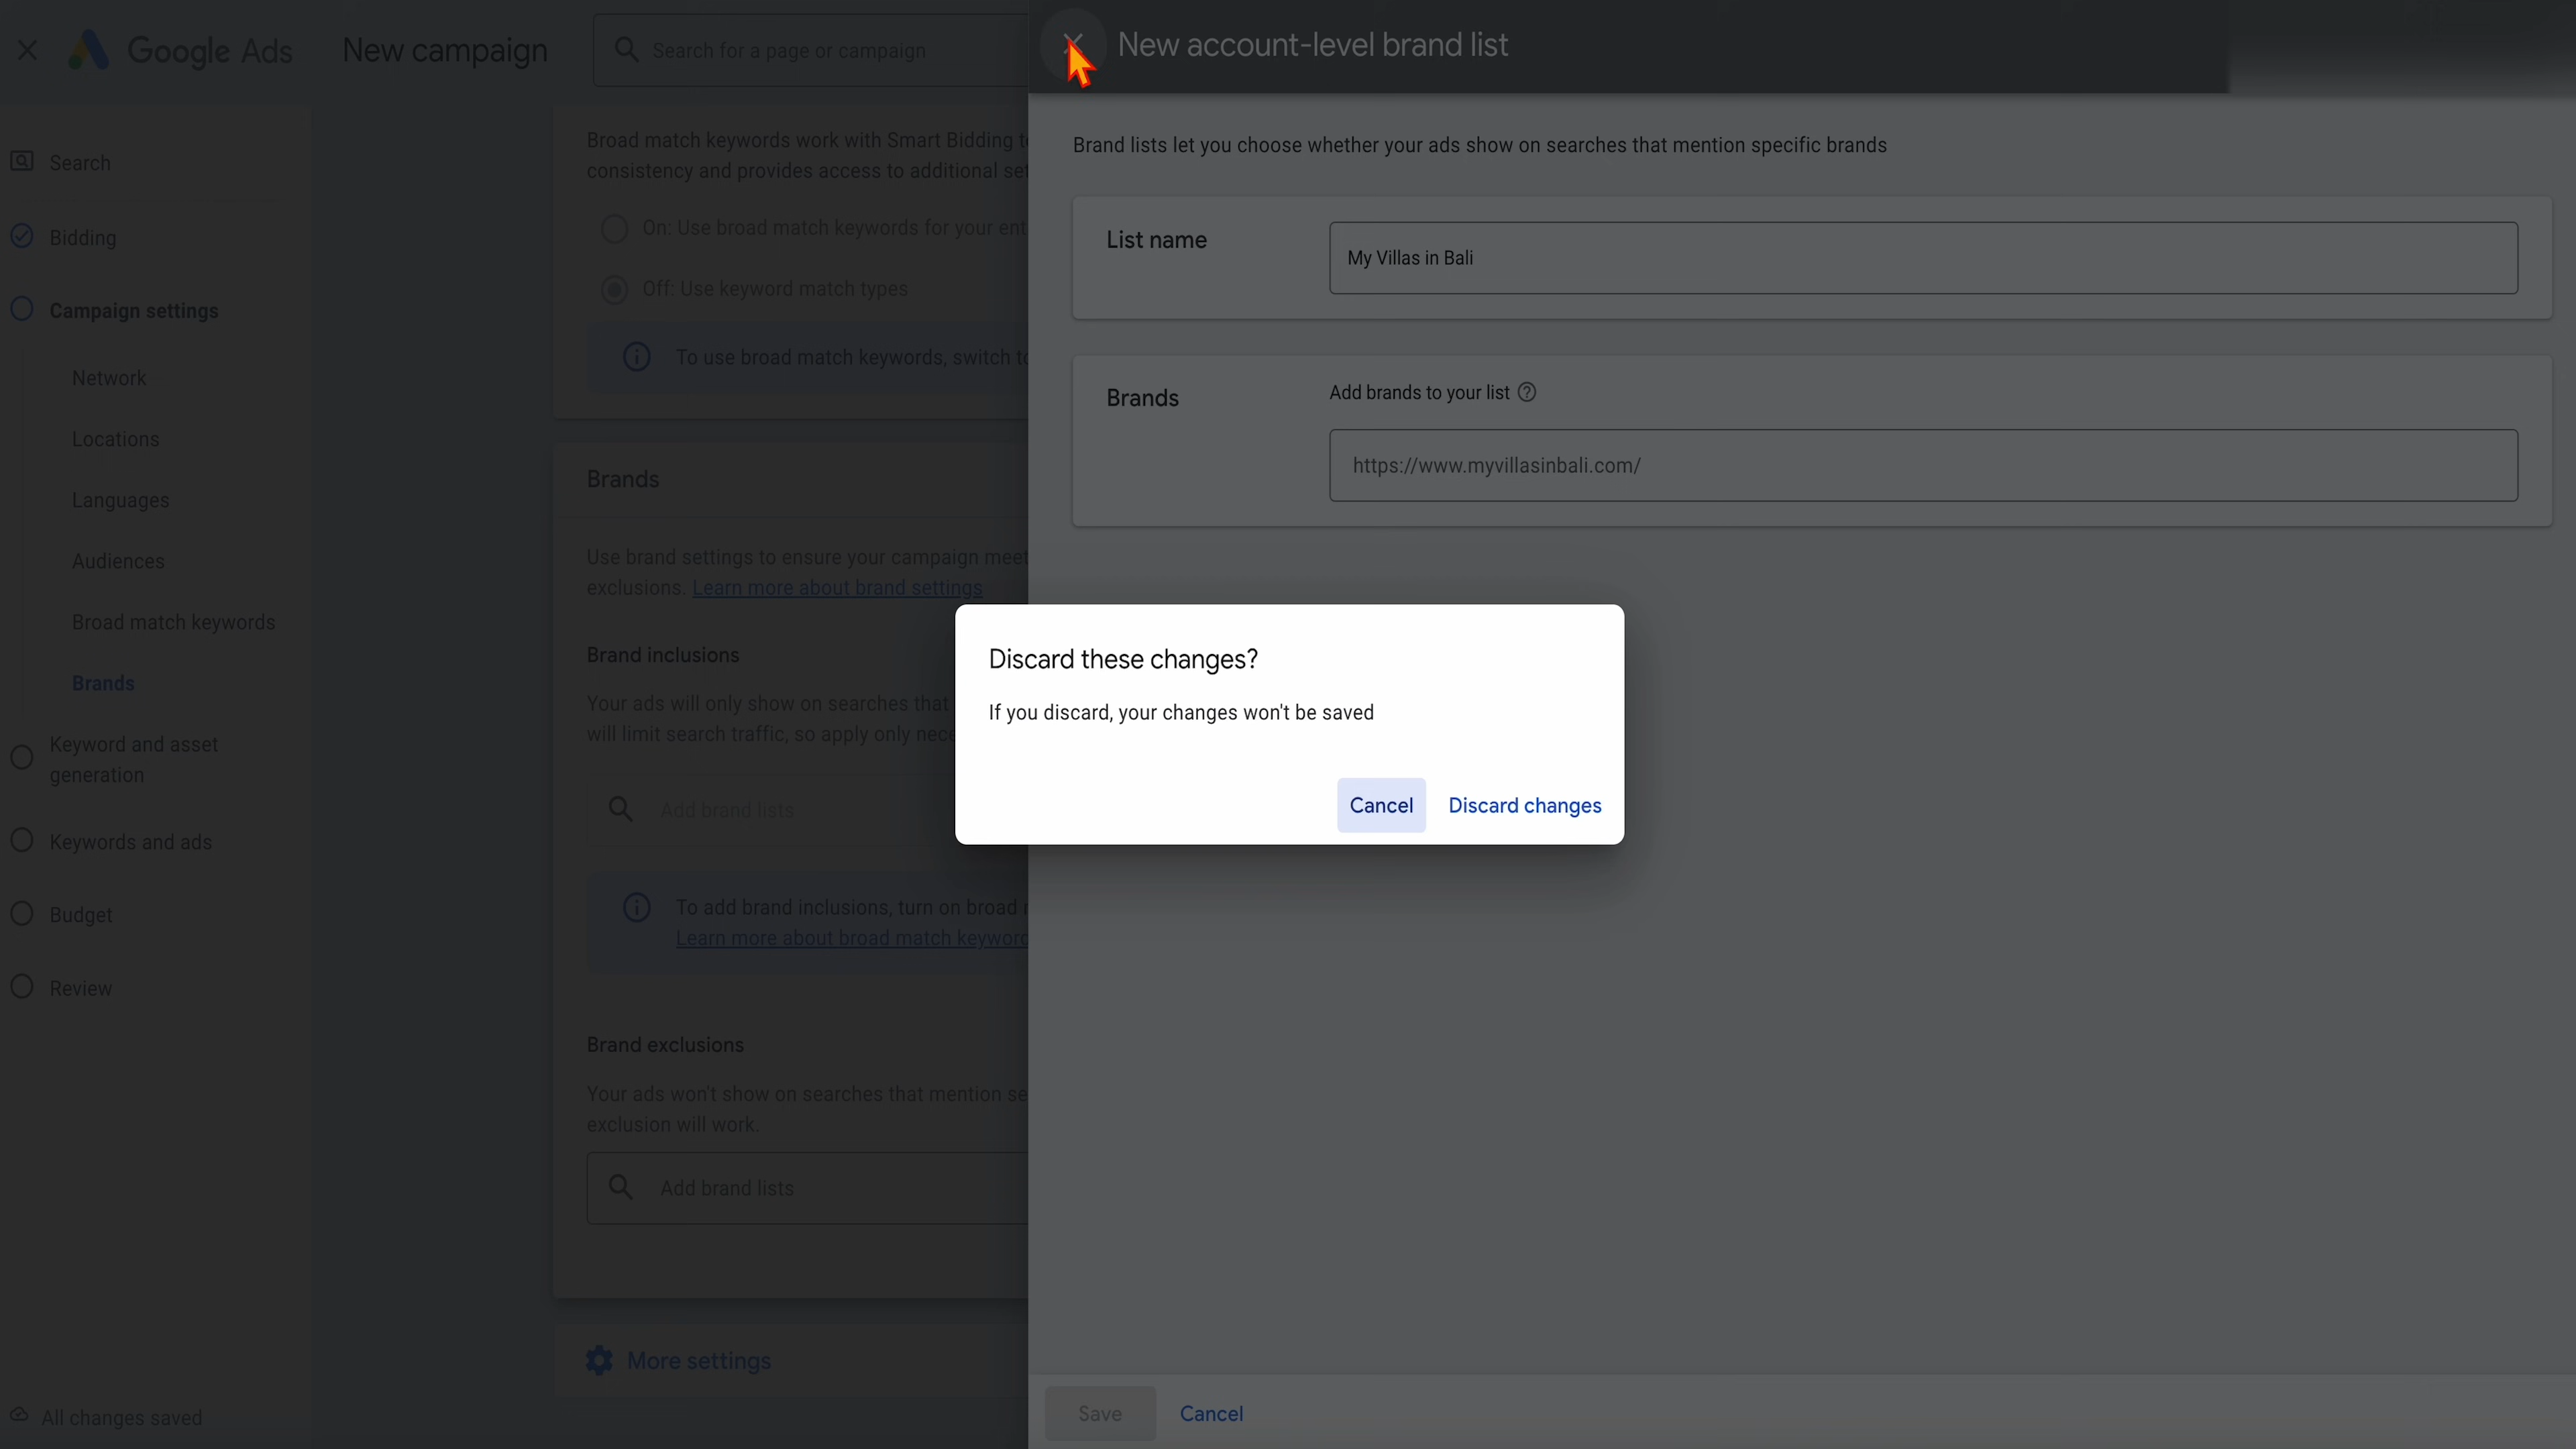 Google Ads
New campaign
Search for a page or campaign
New account-level brand list
Search
Bidding
Campaign settings
Network
Locations
Languages
Audiences
Broad match keywords
Brands
Keyword and asset
generation
Keywords and ads
Budget
Review
All changes saved
Broad match keywords work with Smart Bidding to
consistency and provides access to additional set
On: Use broad match keywords for your ent
Off: Use keyword match types
To use broad match keywords, switch to
Brands
Use brand settings to ensure your campaign meet
exclusions. Learn more about brand settings
Brand inclusions
Your ads will only show on searches that
will limit search traffic, so apply only nece
Add brand lists
To add brand inclusions, turn on broad
Learn more about broad match keyword
Brand exclusions
Your ads won't show on searches that mention se
exclusion will work.
Add brand lists
More settings
Brand lists let you choose whether your ads show on searches that mention specific brands
List name
My Villas in Bali
Brands
Add brands to your list
https://www.myvillasinbali.com/
Discard these changes?
If you discard, your changes won't be saved
Cancel
Discard changes
Save
Cancel